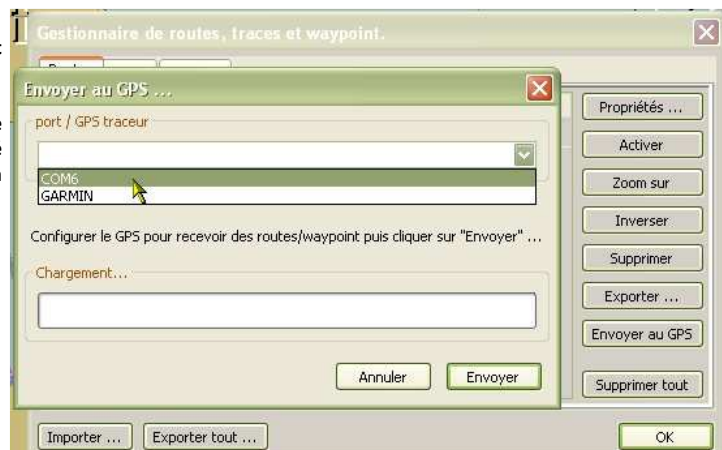 Gestionnaire de routes, traces et waypoint.
Envoyer au GPS ...
port / GPS traceur
COM6
GARMIN
Configurer le GPS pour recevoir des routes/waypoint puis cliquer sur "Envoyer" ...
Chargement...
Annuler
Envoyer
Propriétés ...
Activer
Zoom sur
Inverser
Supprimer
Exporter ...
Envoyer au GPS
Supprimer tout
Importer ...
Exporter tout ...
OK